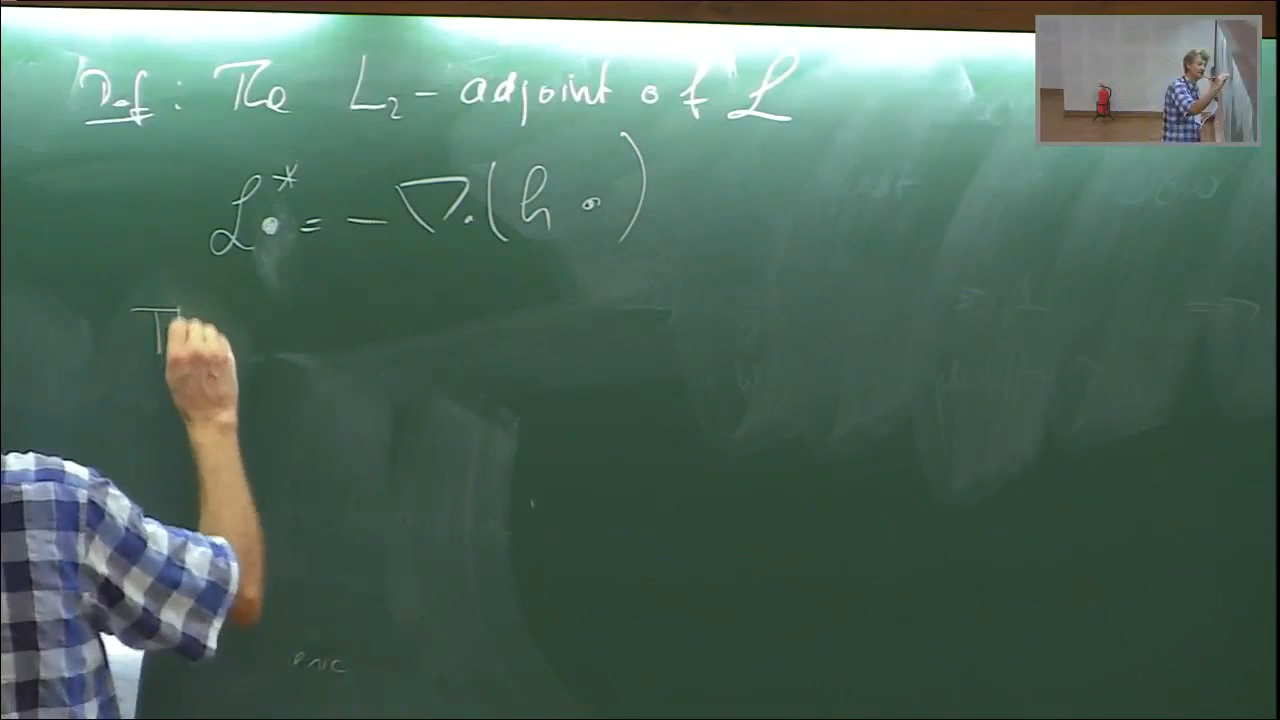 Def: The L₂-adjoint of ℒ
ℒ*• = - ∇·(h •)
T